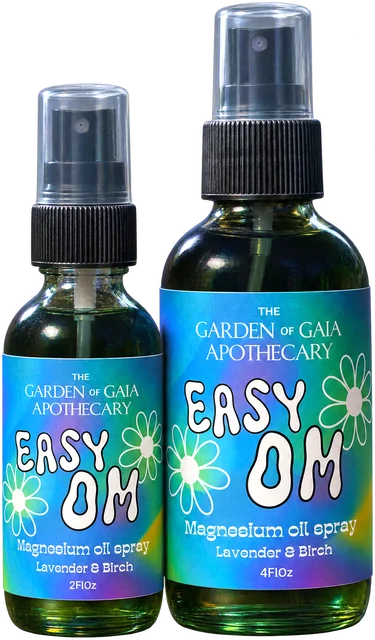 THE
GARDEN OF GAIA
APOTHECARY
EASY
OM
Magnesium oil spray
Lavender & Birch
2FlOz
THE
GARDEN OF GAIA
APOTHECARY
EASY
OM
Magnesium oil spray
Lavender & Birch
4FlOz